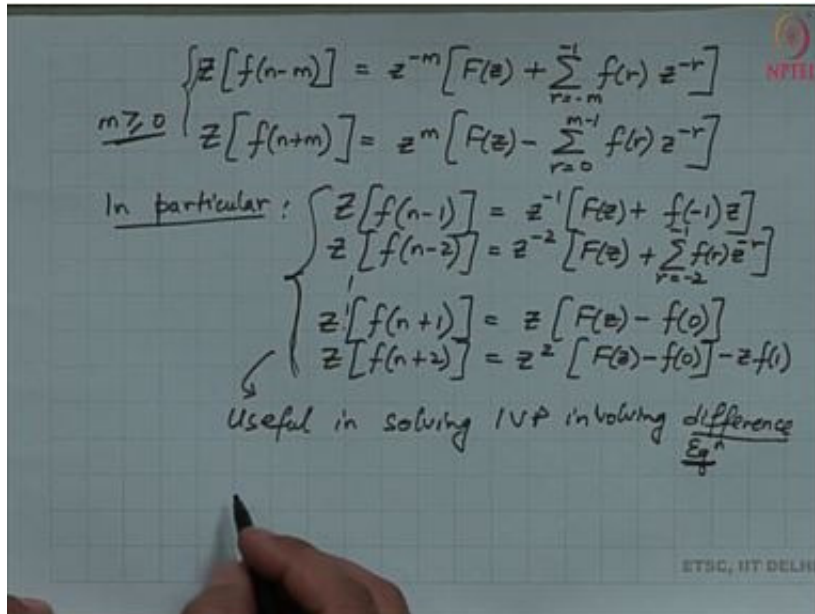 Z[f(n-m)] = z^{-m}[F(z) + \sum_{r=-m}^{-1} f(r) z^{-r}]
m ≥ 0
Z[f(n+m)] = z^m[F(z) - \sum_{r=0}^{m-1} f(r) z^{-r}]
In particular : Z[f(n-1)] = z^{-1}[F(z) + f(-1) z]
Z[f(n-2)] = z^{-2}[F(z) + \sum_{r=-2}^{-1} f(r) z^{-r}]
Z[f(n+1)] = z[F(z) - f(0)]
Z[f(n+2)] = z^2[F(z) - f(0)] - z f(1)
Useful in solving IVP involving difference
Eq^n
NPTEL
ETSC, IIT DELHI